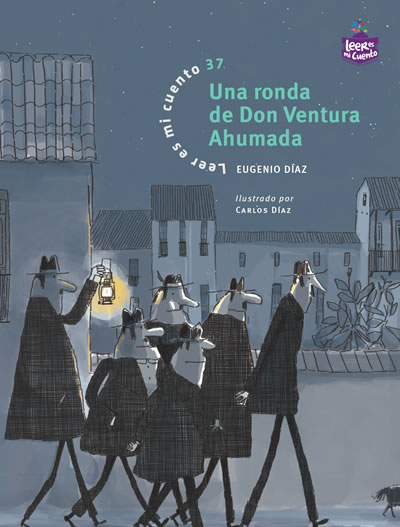 Leer es
mi Cuento
Leer es mi cuento 37
Una ronda
de Don Ventura
Ahumada
EUGENIO DÍAZ
Ilustrado por
CARLOS DÍAZ